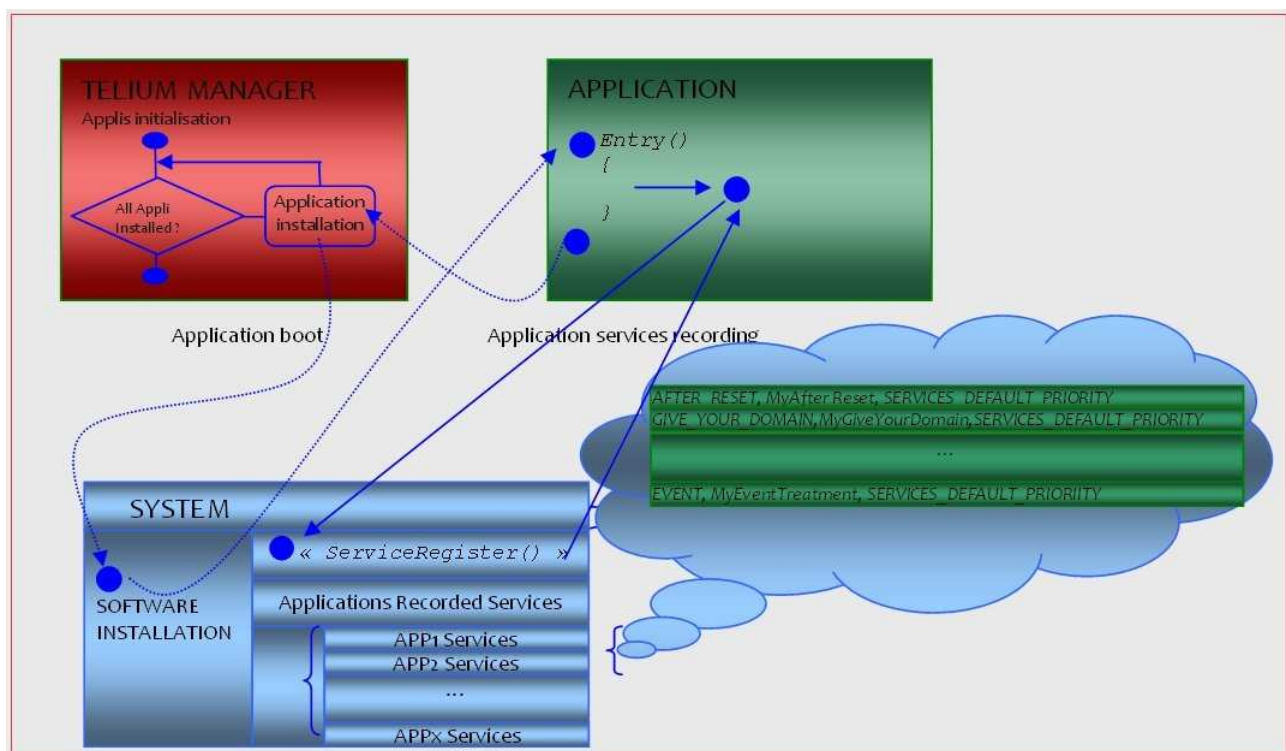 TELIUM MANAGER
Applis initialisation
All Appli
Installed ?
Application
installation
APPLICATION
Entry()
{
}
Application boot
Application services recording
AFTER_RESET, MyAfter Reset, SERVICES_DEFAULT_PRIORITY
GIVE_YOUR_DOMAIN,MyGiveYourDomain,SERVICES_DEFAULT_PRIORITY
...
EVENT, MyEventTreatment, SERVICES_DEFAULT_PRIORIITY
SYSTEM
« ServiceRegister() »
SOFTWARE
INSTALLATION
Applications Recorded Services
APP1 Services
APP2 Services
...
APPx Services